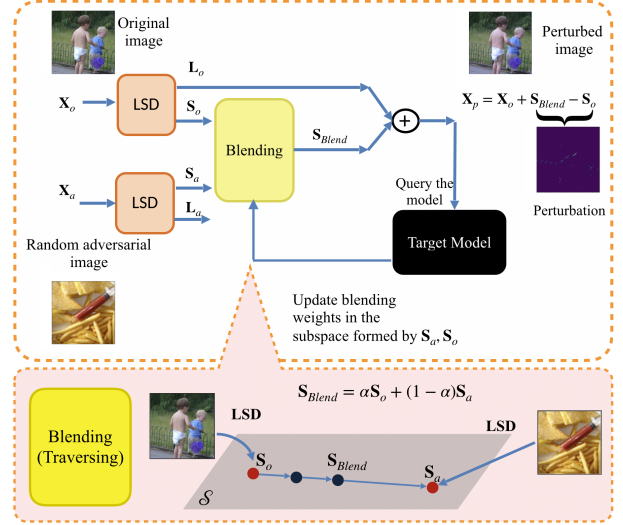 Original
image
X_o
LSD
L_o
S_o
Blending
S_Blend
+
X_a
LSD
S_a
L_a
Random adversarial
image
Query the
model
Target Model
Perturbed
image
X_p = X_o + S_Blend − S_o
Perturbation
Update blending
weights in the
subspace formed by S_a, S_o
Blending
(Traversing)
S_Blend = αS_o + (1 − α)S_a
LSD
LSD
S_o
S_Blend
S_a
𝒮